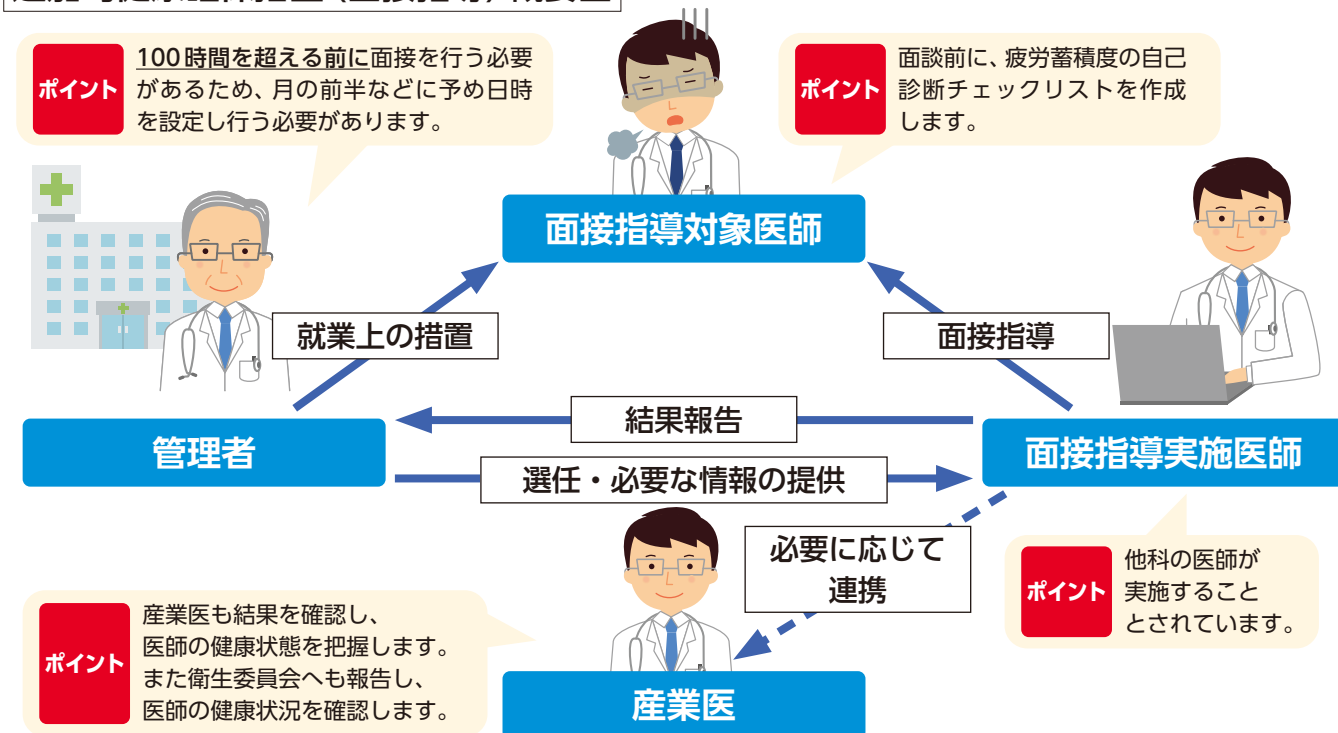 ポイント
100時間を超える前に面接を行う必要
があるため、月の前半などに予め日時
を設定し行う必要があります。
ポイント
面談前に、疲労蓄積度の自己
診断チェックリストを作成
します。
面接指導対象医師
就業上の措置
面接指導
管理者
結果報告
選任・必要な情報の提供
面接指導実施医師
必要に応じて
連携
ポイント
他科の医師が
実施すること
とされています。
ポイント
産業医も結果を確認し、
医師の健康状態を把握します。
また衛生委員会へも報告し、
医師の健康状況を確認します。
産業医